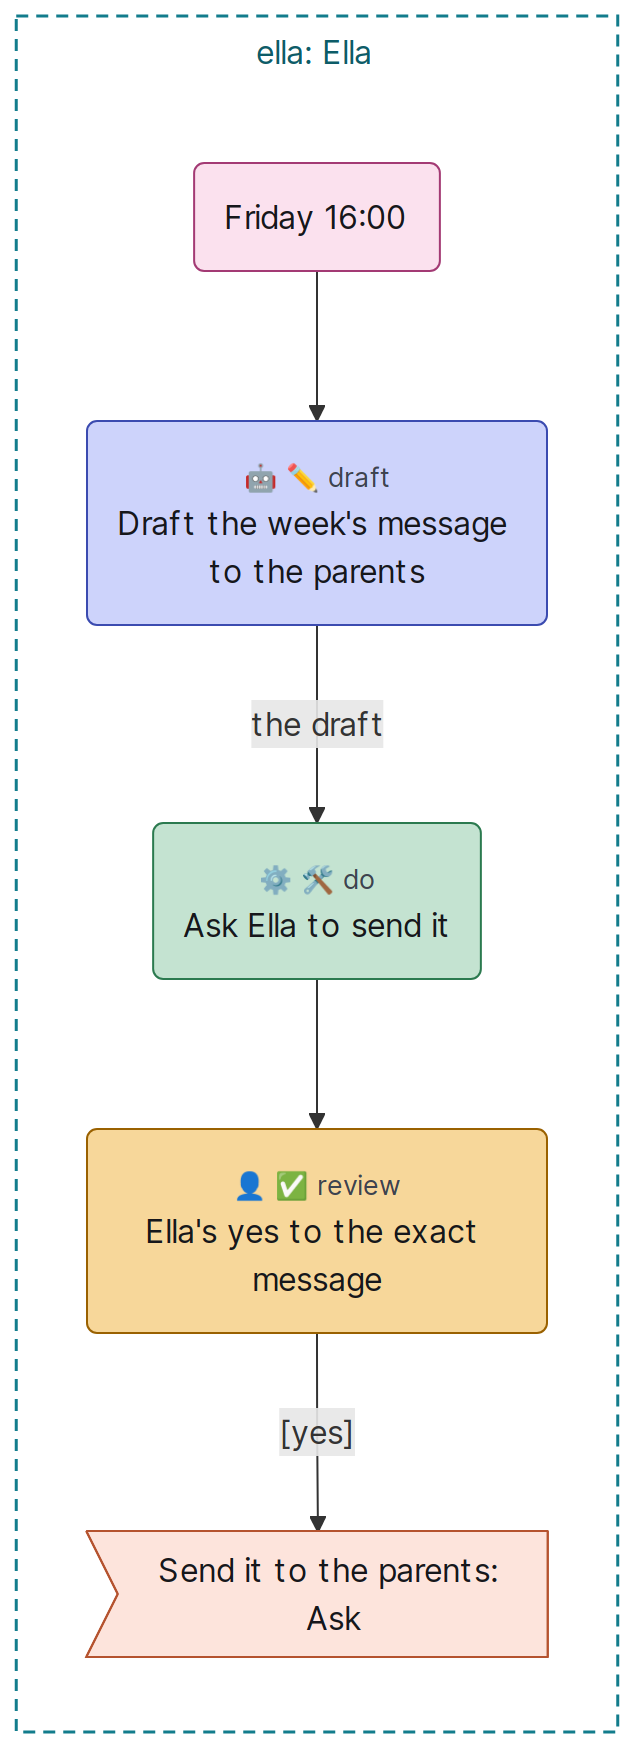 ella: Ella
Friday 16:00
🤖 ✏️ draft
Draft the week's message
to the parents
the draft
⚙️ 🛠️ do
Ask Ella to send it
👤 ✅ review
Ella's yes to the exact
message
[yes]
Send it to the parents:
Ask